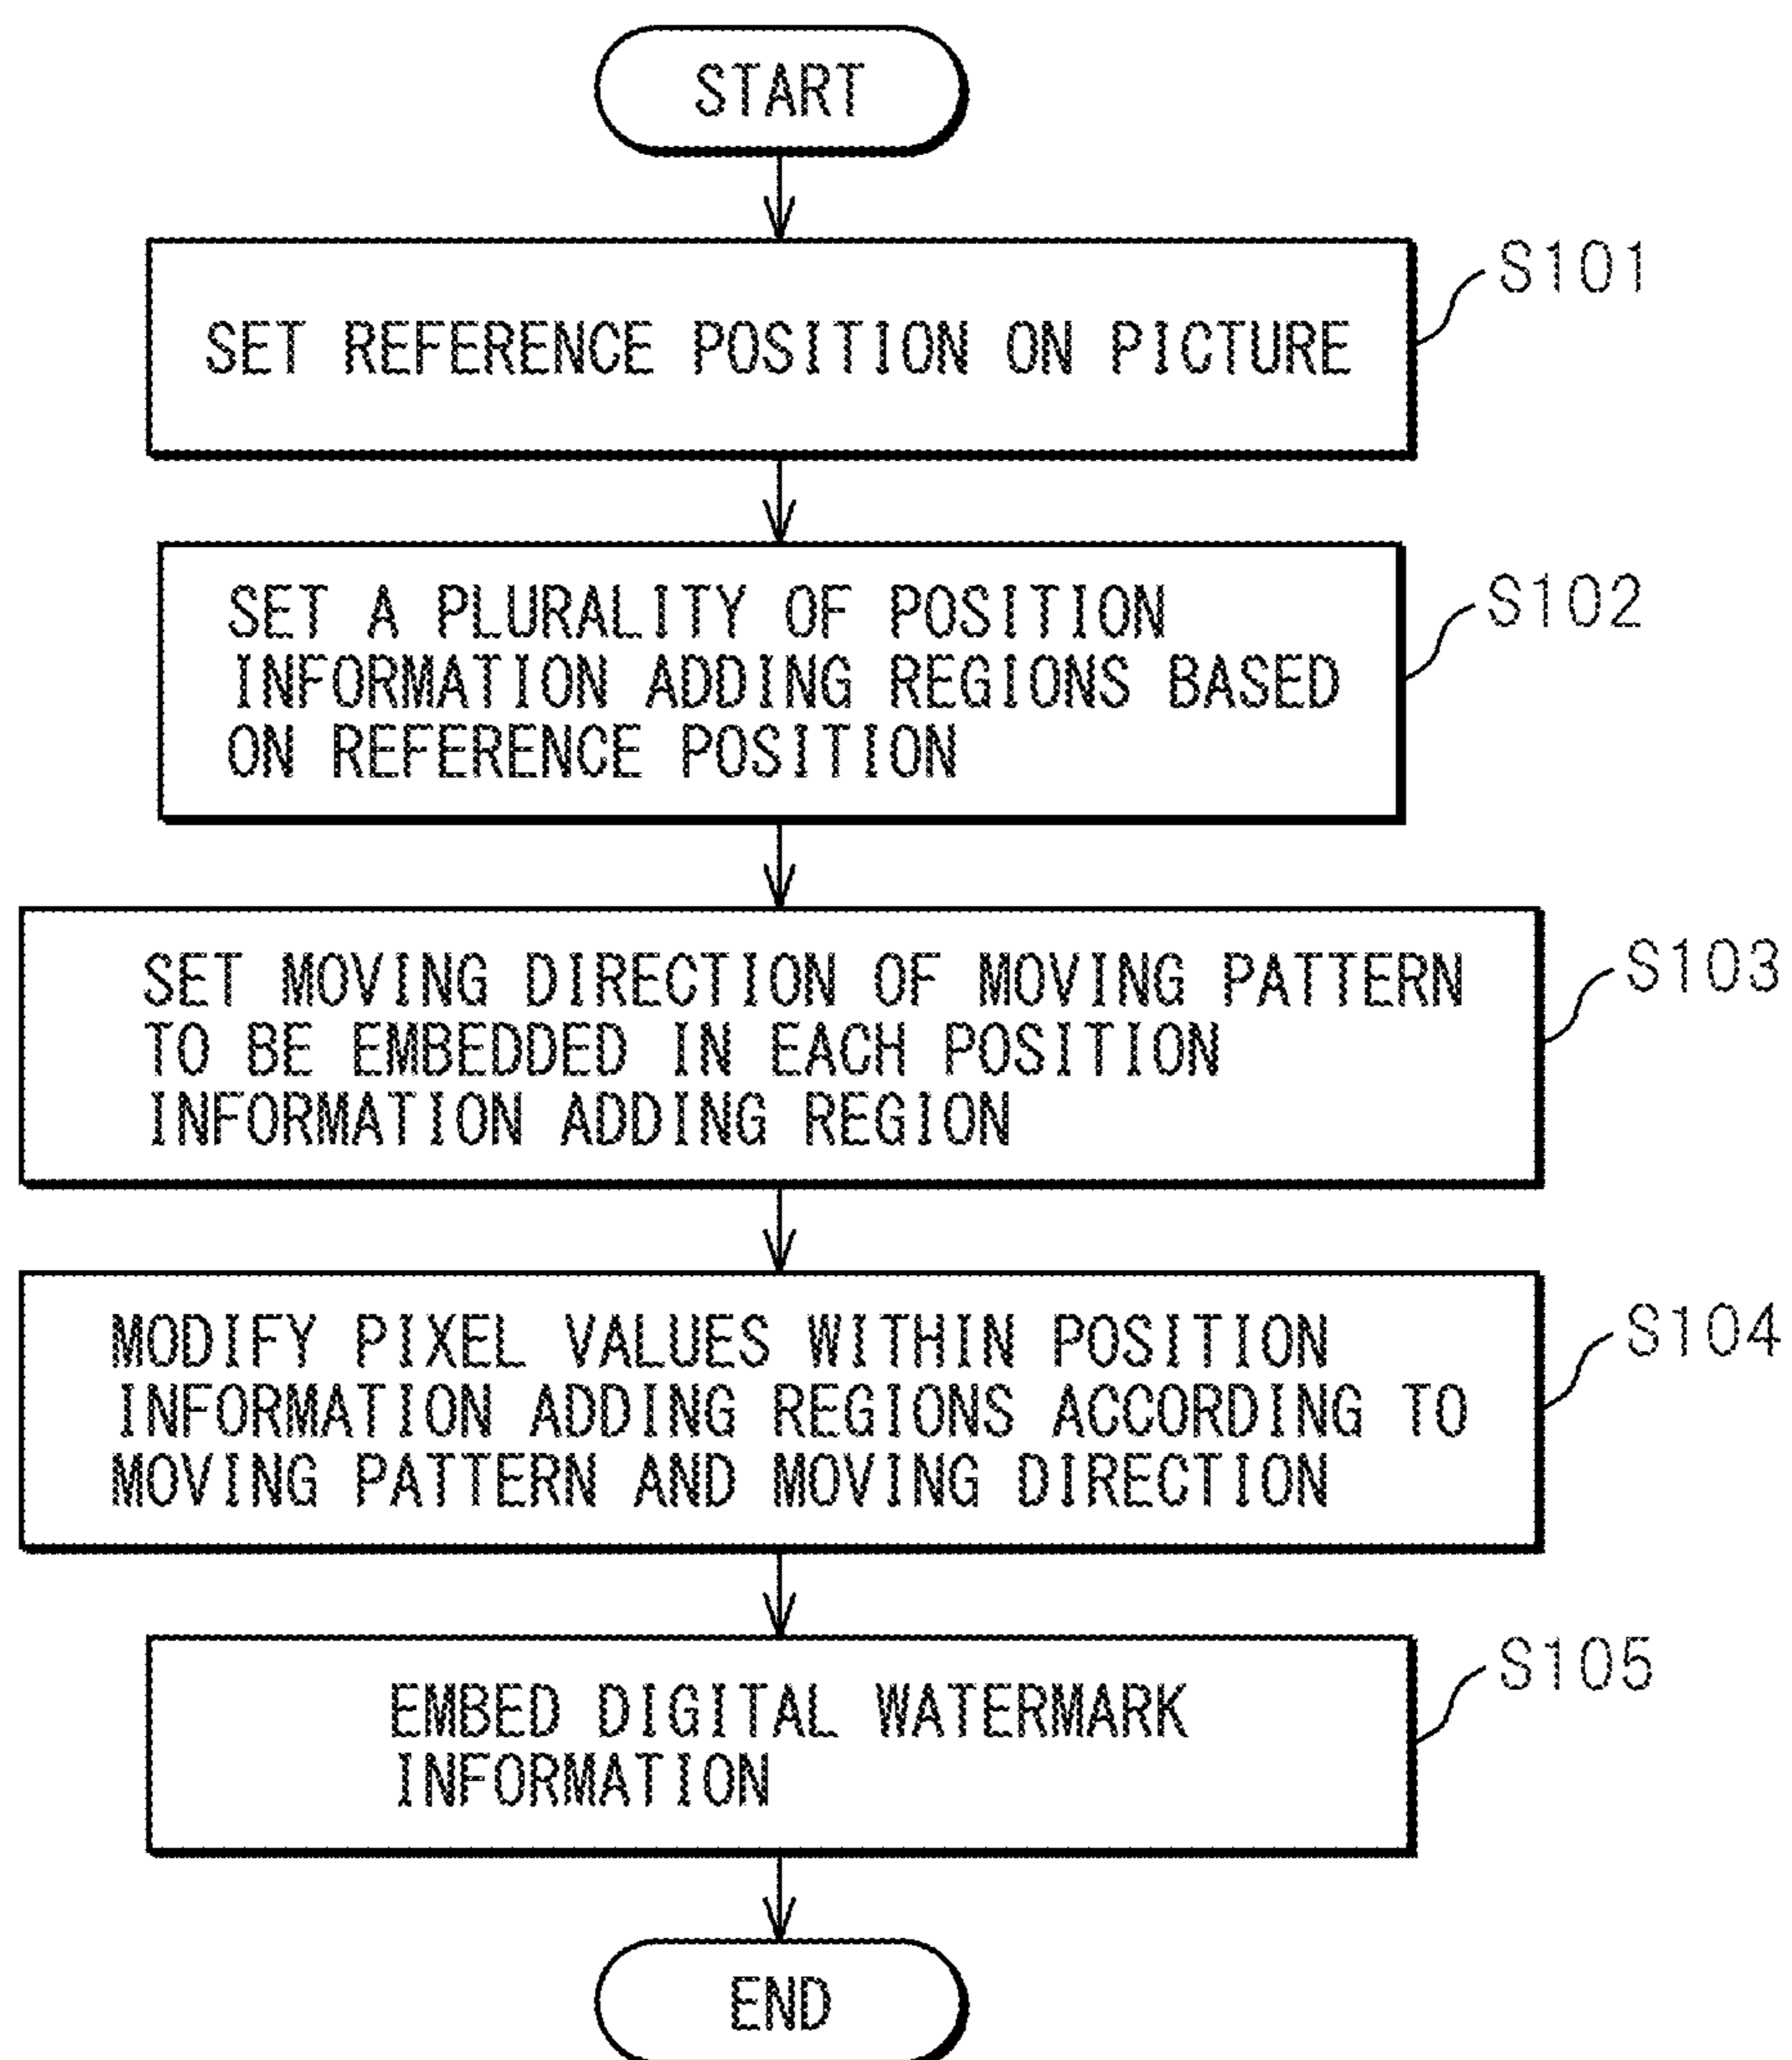 START
S101
SET REFERENCE POSITION ON PICTURE
S102
SET A PLURALITY OF POSITION
INFORMATION ADDING REGIONS BASED
ON REFERENCE POSITION
S103
SET MOVING DIRECTION OF MOVING PATTERN
TO BE EMBEDDED IN EACH POSITION
INFORMATION ADDING REGION
S104
MODIFY PIXEL VALUES WITHIN POSITION
INFORMATION ADDING REGIONS ACCORDING TO
MOVING PATTERN AND MOVING DIRECTION
S105
EMBED DIGITAL WATERMARK
INFORMATION
END